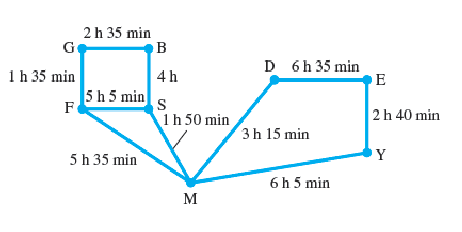 2 h 35 min
G
B
1 h 35 min
4 h
D
6 h 35 min
E
5 h 5 min
F
S
1 h 50 min
2 h 40 min
3 h 15 min
5 h 35 min
Y
6 h 5 min
M